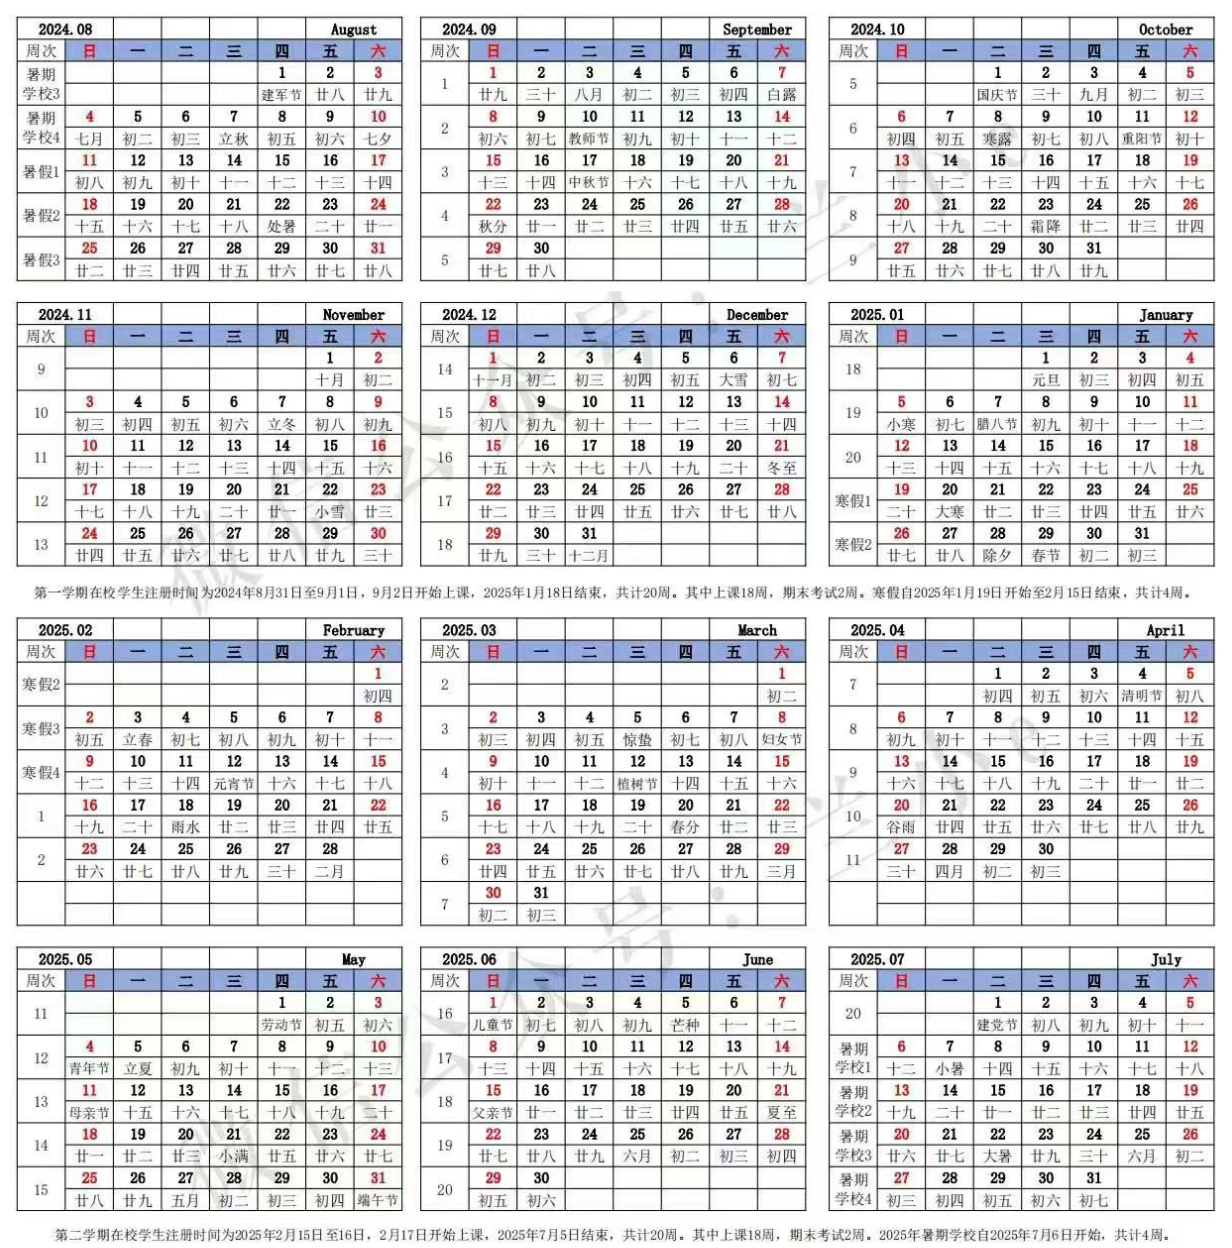 2024.08 August
周次 日 一 二 三 四 五 六
暑期学校3 1 2 3
建军节 廿八 廿九
暑期学校4 4 5 6 7 8 9 10
七月 初二 初三 立秋 初五 初六 七夕
暑假1 11 12 13 14 15 16 17
初八 初九 初十 十一 十二 十三 十四
暑假2 18 19 20 21 22 23 24
十五 十六 十七 十八 处暑 二十 廿一
暑假3 25 26 27 28 29 30 31
廿二 廿三 廿四 廿五 廿六 廿七 廿八
2024.09 September
周次 日 一 二 三 四 五 六
1 1 2 3 4 5 6 7
廿九 三十 八月 初二 初三 初四 白露
2 8 9 10 11 12 13 14
初六 初七 教师节 初九 初十 十一 十二
3 15 16 17 18 19 20 21
十三 十四 中秋节 十六 十七 十八 十九
4 22 23 24 25 26 27 28
秋分 廿一 廿二 廿三 廿四 廿五 廿六
5 29 30
廿七 廿八
2024.10 October
周次 日 一 二 三 四 五 六
5 1 2 3 4 5
国庆节 三十 九月 初二 初三
6 6 7 8 9 10 11 12
初四 初五 寒露 初七 初八 重阳节 初十
7 13 14 15 16 17 18 19
十一 十二 十三 十四 十五 十六 十七
8 20 21 22 23 24 25 26
十八 十九 二十 霜降 廿二 廿三 廿四
9 27 28 29 30 31
廿五 廿六 廿七 廿八 廿九
2024.11 November
周次 日 一 二 三 四 五 六
9 1 2
十月 初二
10 3 4 5 6 7 8 9
初三 初四 初五 初六 立冬 初八 初九
11 10 11 12 13 14 15 16
初十 十一 十二 十三 十四 十五 十六
12 17 18 19 20 21 22 23
十七 十八 十九 二十 廿一 小雪 廿三
13 24 25 26 27 28 29 30
廿四 廿五 廿六 廿七 廿八 廿九 三十
2024.12 December
周次 日 一 二 三 四 五 六
14 1 2 3 4 5 6 7
十一月 初二 初三 初四 初五 大雪 初七
15 8 9 10 11 12 13 14
初八 初九 初十 十一 十二 十三 十四
16 15 16 17 18 19 20 21
十五 十六 十七 十八 十九 二十 冬至
17 22 23 24 25 26 27 28
廿二 廿三 廿四 廿五 廿六 廿七 廿八
18 29 30 31
廿九 三十 十二月
2025.01 January
周次 日 一 二 三 四 五 六
18 1 2 3 4
元旦 初三 初四 初五
19 5 6 7 8 9 10 11
小寒 初七 腊八节 初九 初十 十一 十二
20 12 13 14 15 16 17 18
十三 十四 十五 十六 十七 十八 十九
寒假1 19 20 21 22 23 24 25
二十 大寒 廿二 廿三 廿四 廿五 廿六
寒假2 26 27 28 29 30 31
廿七 廿八 除夕 春节 初二 初三
第一学期在校学生注册时间为2024年8月31日至9月1日，9月2日开始上课，2025年1月18日结束，共计20周。其中上课18周，期末考试2周。寒假自2025年1月19日开始至2月15日结束，共计4周。
2025.02 February
周次 日 一 二 三 四 五 六
寒假2 1
初四
寒假3 2 3 4 5 6 7 8
初五 立春 初七 初八 初九 初十 十一
寒假4 9 10 11 12 13 14 15
十二 十三 十四 元宵节 十六 十七 十八
1 16 17 18 19 20 21 22
十九 二十 雨水 廿二 廿三 廿四 廿五
2 23 24 25 26 27 28
廿六 廿七 廿八 廿九 三十 二月
2025.03 March
周次 日 一 二 三 四 五 六
2 1
初二
3 2 3 4 5 6 7 8
初三 初四 初五 惊蛰 初七 初八 妇女节
4 9 10 11 12 13 14 15
初十 十一 十二 植树节 十四 十五 十六
5 16 17 18 19 20 21 22
十七 十八 十九 二十 春分 廿二 廿三
6 23 24 25 26 27 28 29
廿四 廿五 廿六 廿七 廿八 廿九 三月
7 30 31
初二 初三
2025.04 April
周次 日 一 二 三 四 五 六
7 1 2 3 4 5
初四 初五 初六 清明节 初八
8 6 7 8 9 10 11 12
初九 初十 十一 十二 十三 十四 十五
9 13 14 15 16 17 18 19
十六 十七 十八 十九 二十 廿一 廿二
10 20 21 22 23 24 25 26
谷雨 廿四 廿五 廿六 廿七 廿八 廿九
11 27 28 29 30
三十 四月 初二 初三
2025.05 May
周次 日 一 二 三 四 五 六
11 1 2 3
劳动节 初五 初六
12 4 5 6 7 8 9 10
青年节 立夏 初九 初十 十一 十二 十三
13 11 12 13 14 15 16 17
母亲节 十五 十六 十七 十八 十九 二十
14 18 19 20 21 22 23 24
廿一 廿二 廿三 小满 廿五 廿六 廿七
15 25 26 27 28 29 30 31
廿八 廿九 五月 初二 初三 初四 端午节
2025.06 June
周次 日 一 二 三 四 五 六
16 1 2 3 4 5 6 7
儿童节 初七 初八 初九 芒种 十一 十二
17 8 9 10 11 12 13 14
十三 十四 十五 十六 十七 十八 十九
18 15 16 17 18 19 20 21
父亲节 廿一 廿二 廿三 廿四 廿五 夏至
19 22 23 24 25 26 27 28
廿七 廿八 廿九 六月 初二 初三 初四
20 29 30
初五 初六
2025.07 July
周次 日 一 二 三 四 五 六
20 1 2 3 4 5
建党节 初八 初九 初十 十一
暑期学校1 6 7 8 9 10 11 12
十二 小暑 十四 十五 十六 十七 十八
暑期学校2 13 14 15 16 17 18 19
十九 二十 廿一 廿二 廿三 廿四 廿五
暑期学校3 20 21 22 23 24 25 26
廿六 廿七 大暑 廿九 三十 六月 初二
暑期学校4 27 28 29 30 31
初三 初四 初五 初六 初七
第二学期在校学生注册时间为2025年2月15日至16日，2月17日开始上课，2025年7月5日结束，共计20周。其中上课18周，期末考试2周。2025年暑期学校自2025年7月6日开始，共计4周。
微信公众号：兰小e
微信公众号：兰小e